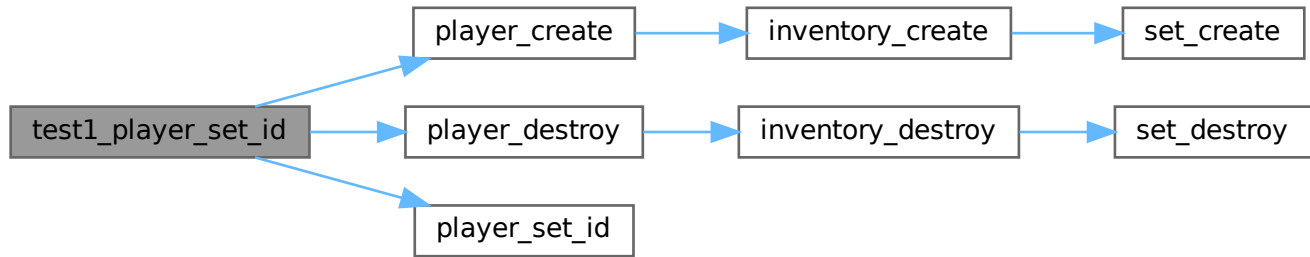 player_create
inventory_create
set_create
test1_player_set_id
player_destroy
inventory_destroy
set_destroy
player_set_id